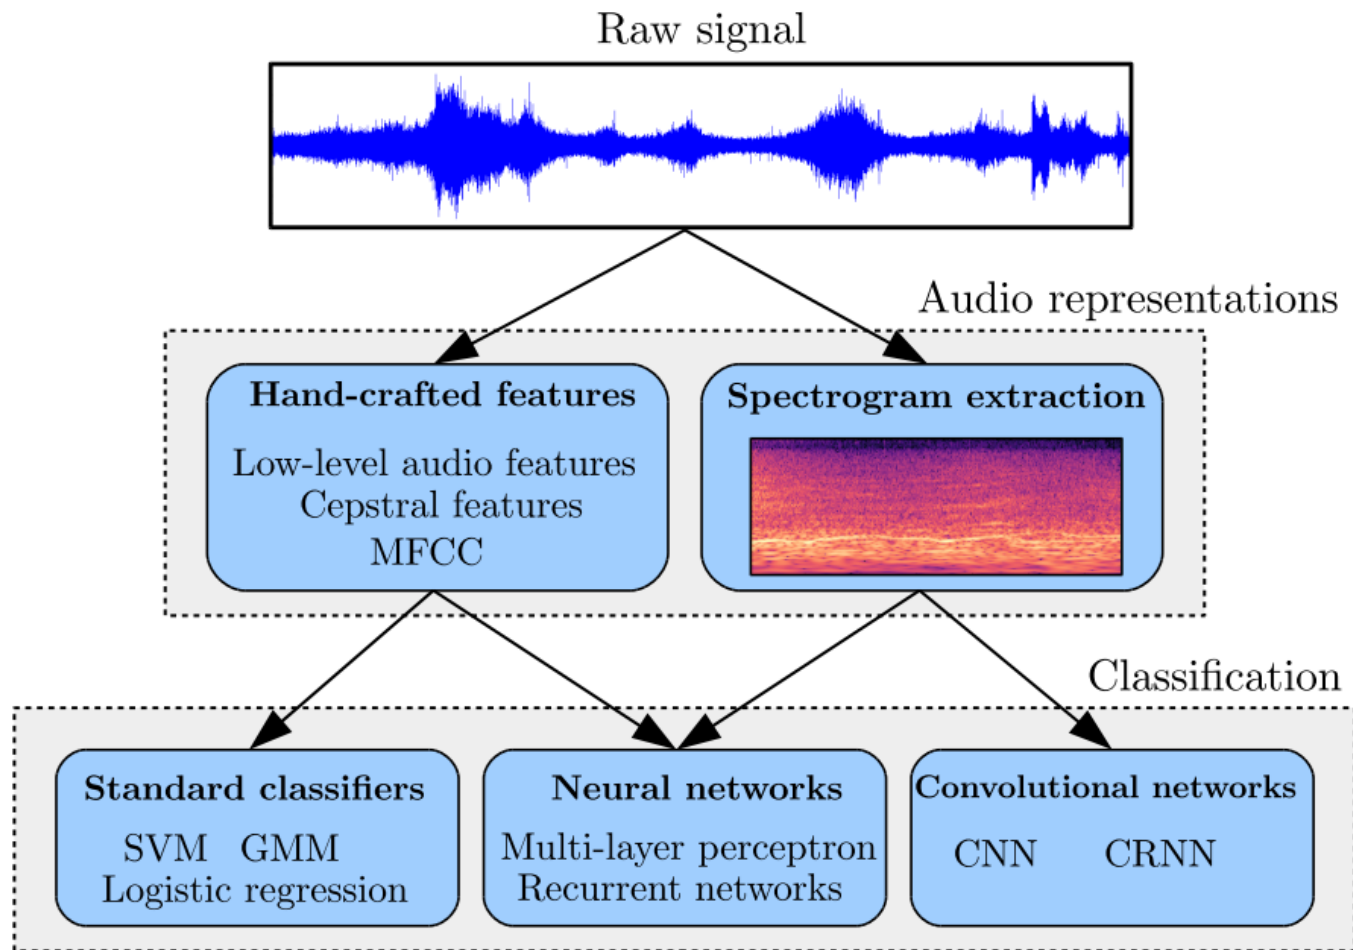 Raw signal
Audio representations
Hand-crafted features
Low-level audio features
Cepstral features
MFCC
Spectrogram extraction
Classification
Standard classifiers
SVM GMM
Logistic regression
Neural networks
Multi-layer perceptron
Recurrent networks
Convolutional networks
CNN CRNN